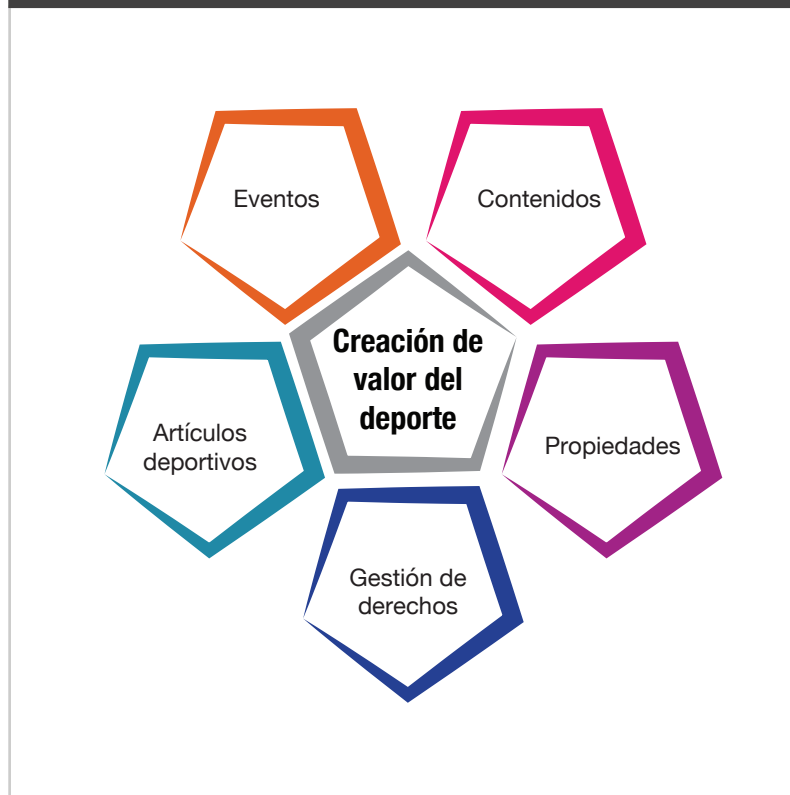 Eventos
Contenidos
Creación de
valor del
deporte
Artículos
deportivos
Propiedades
Gestión de
derechos